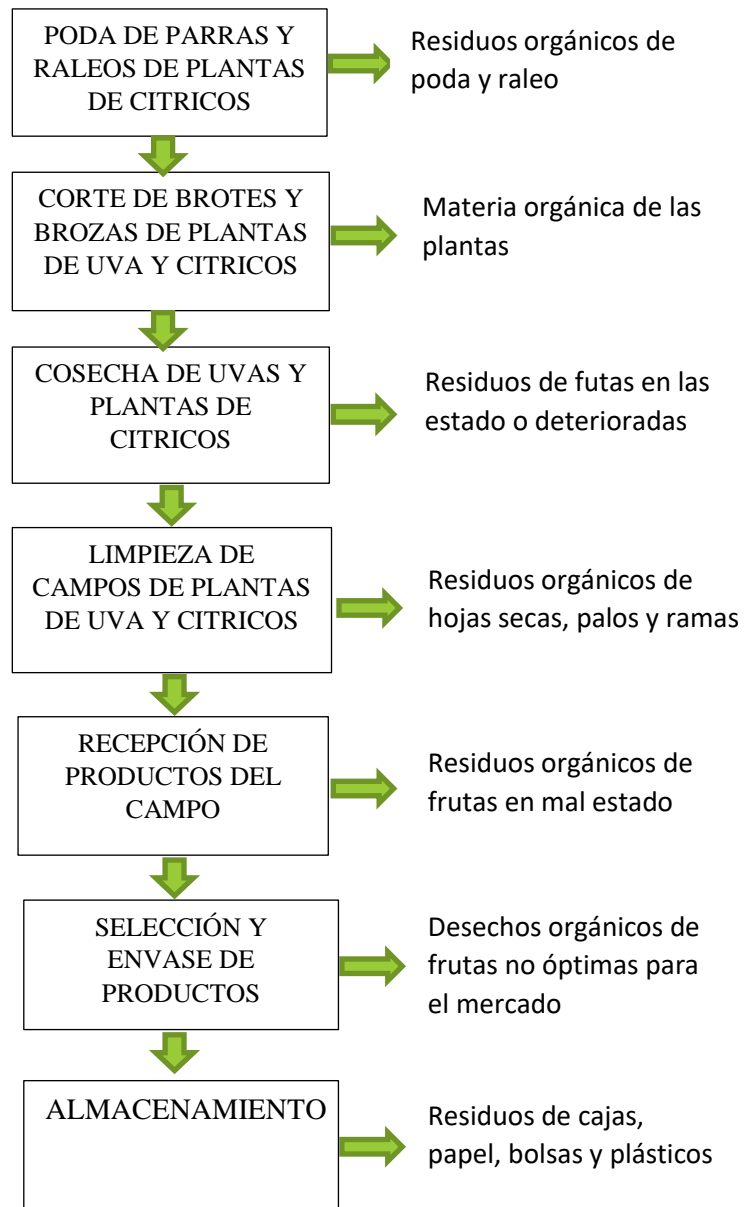 PODA DE PARRAS Y
RALEOS DE PLANTAS
DE CITRICOS
Residuos orgánicos de
poda y raleo
CORTE DE BROTES Y
BROZAS DE PLANTAS
DE UVA Y CITRICOS
Materia orgánica de las
plantas
COSECHA DE UVAS Y
PLANTAS DE
CITRICOS
Residuos de futas en las
estado o deterioradas
LIMPIEZA DE
CAMPOS DE PLANTAS
DE UVA Y CITRICOS
Residuos orgánicos de
hojas secas, palos y ramas
RECEPCIÓN DE
PRODUCTOS DEL
CAMPO
Residuos orgánicos de
frutas en mal estado
SELECCIÓN Y
ENVASE DE
PRODUCTOS
Desechos orgánicos de
frutas no óptimas para
el mercado
ALMACENAMIENTO
Residuos de cajas,
papel, bolsas y plásticos